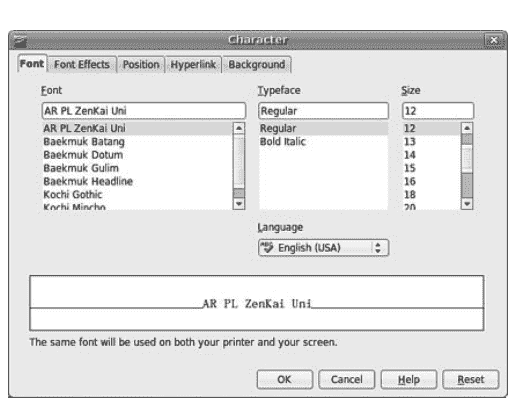 Character
Font Font Effects Position Hyperlink Background
Font Typeface Size
AR PL ZenKai Uni Regular 12
AR PL ZenKai Uni Regular 12
Baekmuk Batang Bold Italic 13
Baekmuk Dotum 14
Baekmuk Gulim 15
Baekmuk Headline 16
Kochi Gothic 18
Kochi Mincho 20
Language
English (USA)
AR PL ZenKai Uni
The same font will be used on both your printer and your screen.
OK Cancel Help Reset